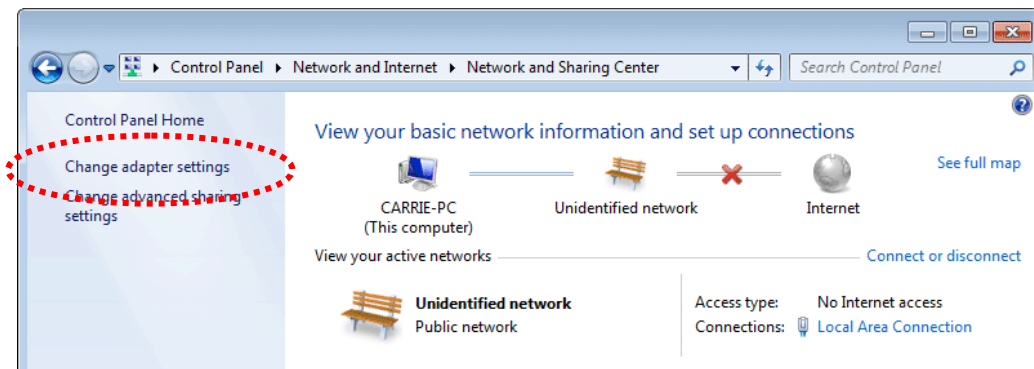 Control Panel Network and Internet Network and Sharing Center Search Control Panel
Control Panel Home
Change adapter settings
Change advanced sharing
settings
View your basic network information and set up connections
See full map
CARRIE-PC
(This computer)
Unidentified network
Internet
View your active networks
Connect or disconnect
Unidentified network
Public network
Access type: No Internet access
Connections: Local Area Connection